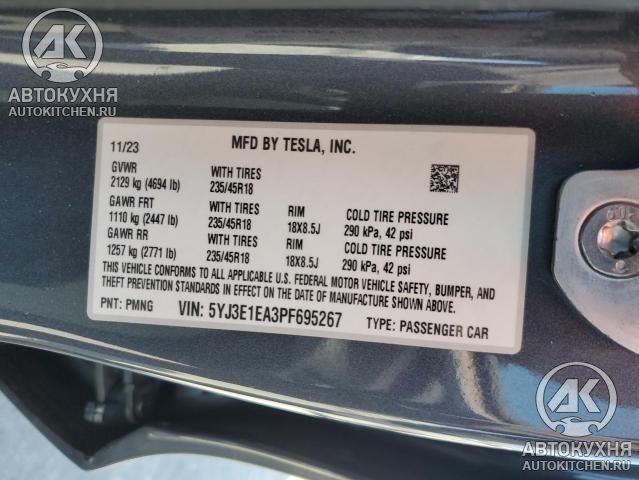 АК
АВТОКУХНЯ
AUTOKITCHEN.RU
11/23
MFD BY TESLA, INC.
GVWR
2129 kg (4694 lb)
WITH TIRES
235/45R18
GAWR FRT
1110 kg (2447 lb)
WITH TIRES
235/45R18
RIM
18X8.5J
COLD TIRE PRESSURE
290 kPa, 42 psi
GAWR RR
1257 kg (2771 lb)
WITH TIRES
235/45R18
RIM
18X8.5J
COLD TIRE PRESSURE
290 kPa, 42 psi
THIS VEHICLE CONFORMS TO ALL APPLICABLE U.S. FEDERAL MOTOR VEHICLE SAFETY, BUMPER, AND
THEFT PREVENTION STANDARDS IN EFFECT ON THE DATE OF MANUFACTURE SHOWN ABOVE.
PNT: PMNG
VIN: 5YJ3E1EA3PF695267
TYPE: PASSENGER CAR
АК
АВТОКУХНЯ
AUTOKITCHEN.RU